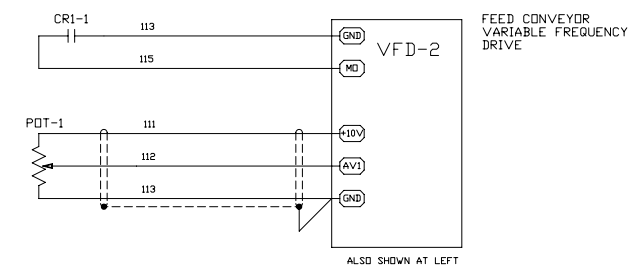 CR1-1
113
GND
VFD-2
FEED CONVEYOR
VARIABLE FREQUENCY
DRIVE
115
MO
POT-1
111
+10V
112
AV1
113
GND
ALSO SHOWN AT LEFT